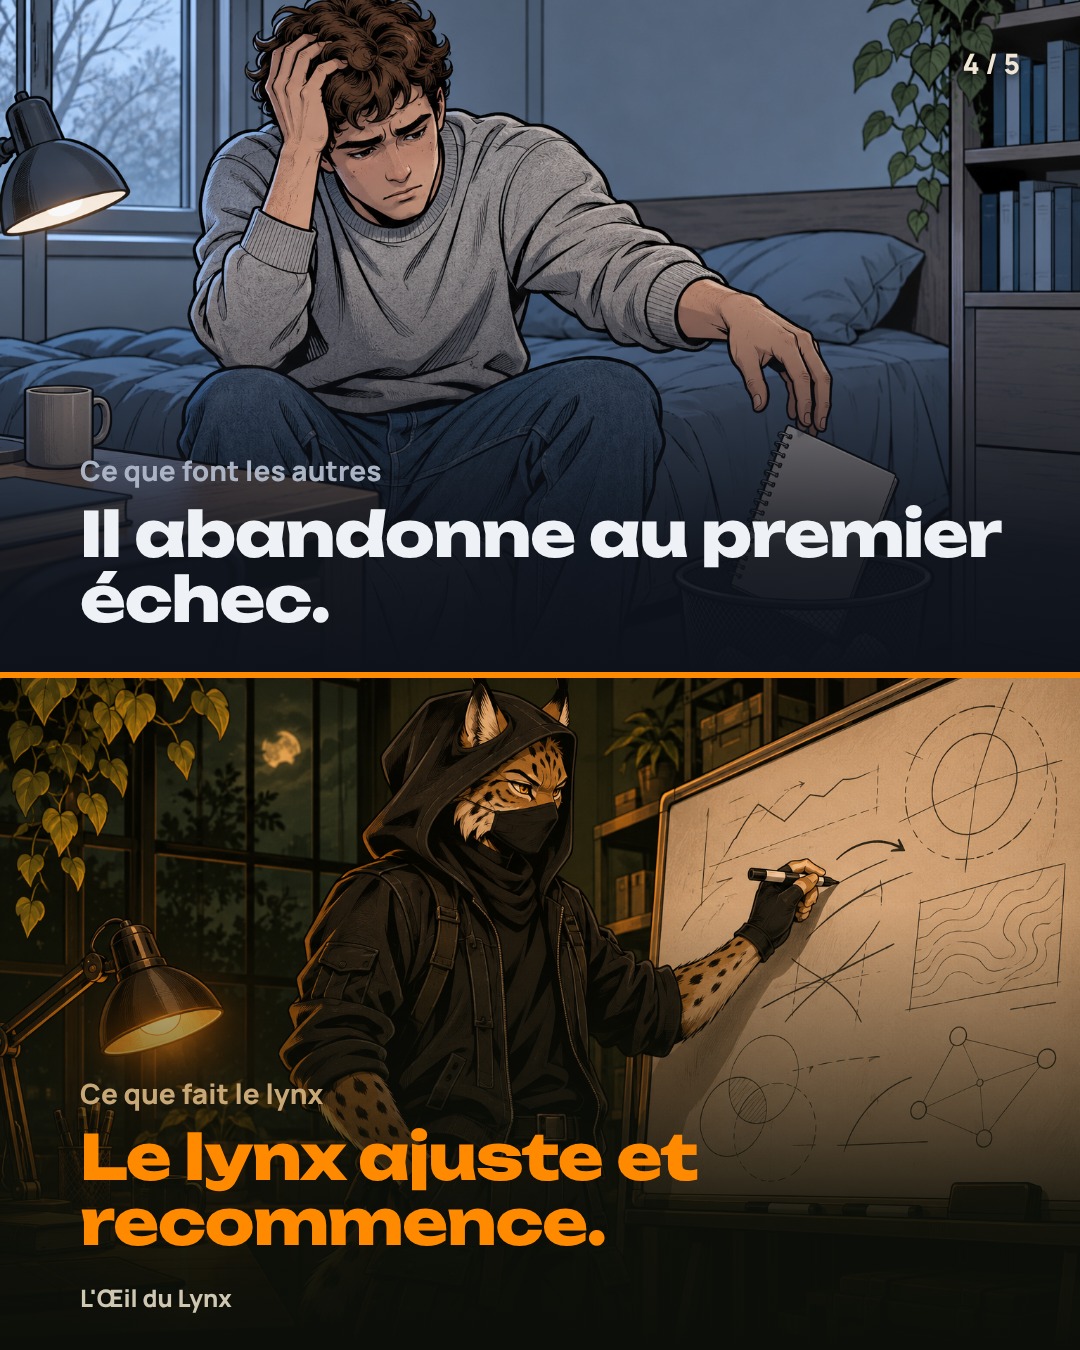 4 / 5
Ce que font les autres
Il abandonne au premier
échec.
Ce que fait le lynx
Le lynx ajuste et
recommence.
L'Œil du Lynx